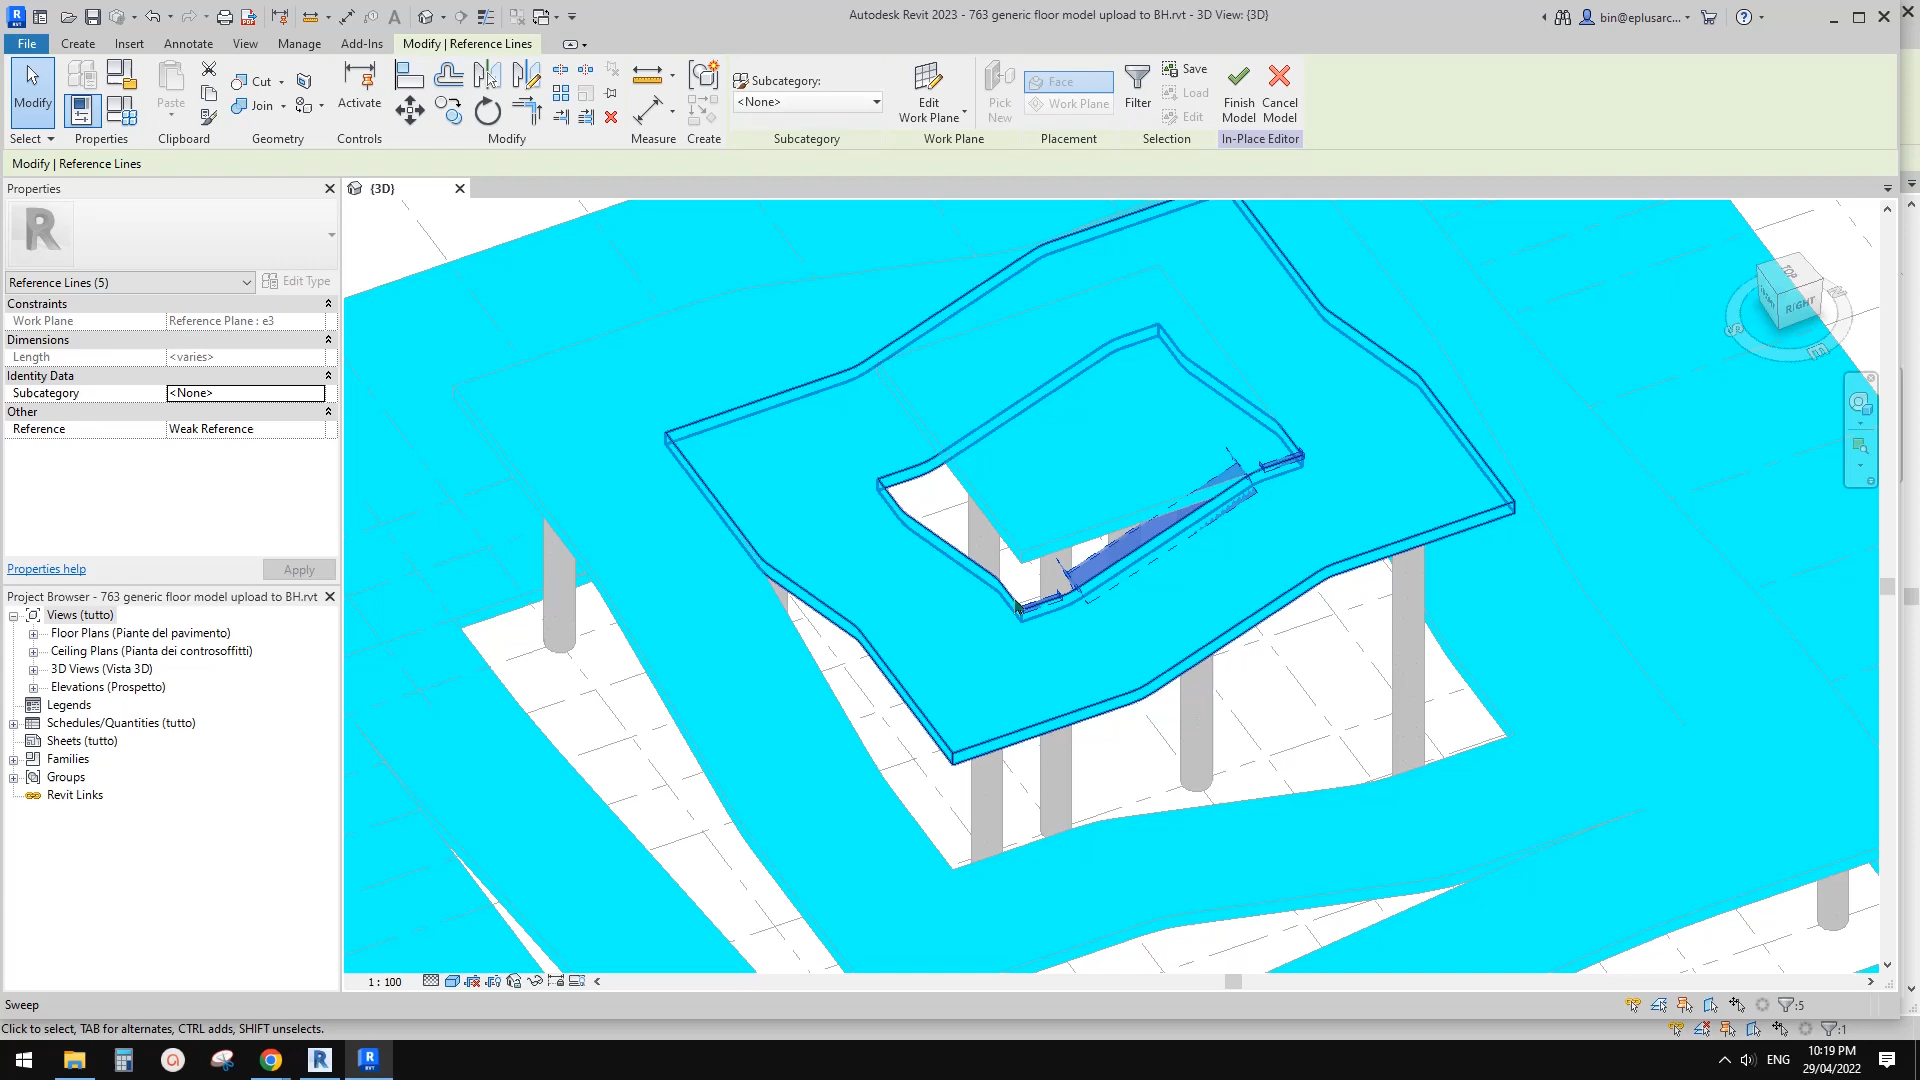 Autodesk Revit 2023 - 763 generic floor model upload to BH.rvt - 3D View: {3D}
bin@eplusarc...
File Create Insert Annotate View Manage Add-Ins Modify | Reference Lines
Modify
Paste
Cut
Join
Activate
Subcategory:
<None>
Edit
Work Plane
Pick
New
Face
Work Plane
Filter
Save
Load
Edit
Finish
Model
Cancel
Model
Select Properties Clipboard Geometry Controls Modify Measure Create Subcategory Work Plane Placement Selection In-Place Editor
Modify | Reference Lines
Properties
{3D}
R
Reference Lines (5)
Edit Type
Constraints
Work Plane Reference Plane : e3
Dimensions
Length <varies>
Identity Data
Subcategory <None>
Other
Reference Weak Reference
Properties help
Apply
Project Browser - 763 generic floor model upload to BH.rvt
Views (tutto)
Floor Plans (Piante del pavimento)
Ceiling Plans (Pianta dei controsoffitti)
3D Views (Vista 3D)
Elevations (Prospetto)
Legends
Schedules/Quantities (tutto)
Sheets (tutto)
Families
Groups
Revit Links
TOP
RIGHT
1 : 100
Sweep
:5
Click to select, TAB for alternates, CTRL adds, SHIFT unselects.
:1
ENG
10:19 PM
29/04/2022